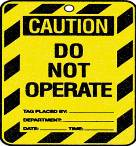 CAUTION
DO
NOT
OPERATE
TAG PLACED BY:
DEPARTMENT:
DATE: TIME: